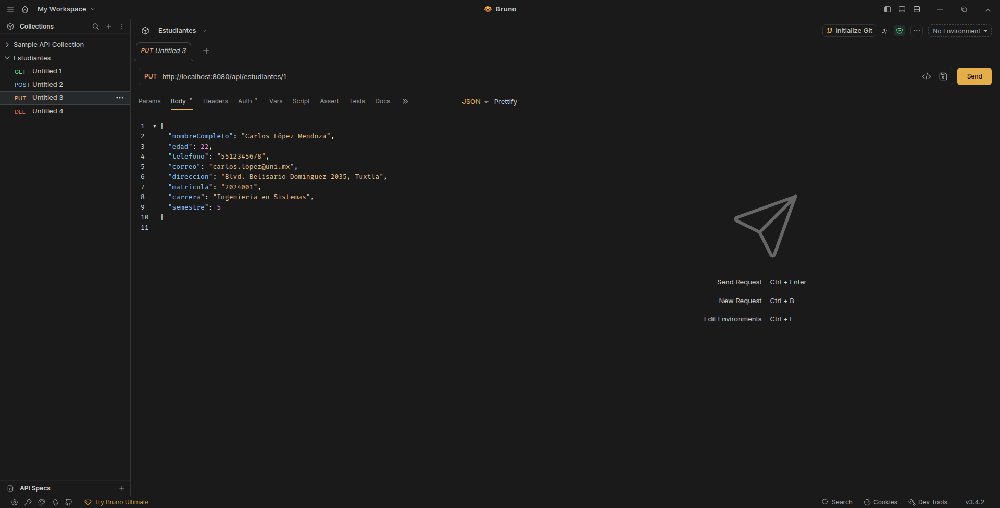 My Workspace
Bruno
Collections
Sample API Collection
Estudiantes
GET Untitled 1
POST Untitled 2
PUT Untitled 3
DEL Untitled 4
Estudiantes
Initialize Git
No Environment
PUT Untitled 3
PUT http://localhost:8080/api/estudiantes/1
Send
Params Body Headers Auth Vars Script Assert Tests Docs
JSON Prettify
1 {
2 "nombreCompleto": "Carlos López Mendoza",
3 "edad": 22,
4 "telefono": "5512345678",
5 "correo": "carlos.lopez@uni.mx",
6 "direccion": "Blvd. Belisario Domínguez 2035, Tuxtla",
7 "matricula": "2024001",
8 "carrera": "Ingenieria en Sistemas",
9 "semestre": 5
10 }
11
Send Request Ctrl + Enter
New Request Ctrl + B
Edit Environments Ctrl + E
API Specs
Try Bruno Ultimate
Search
Cookies
Dev Tools
v3.4.2